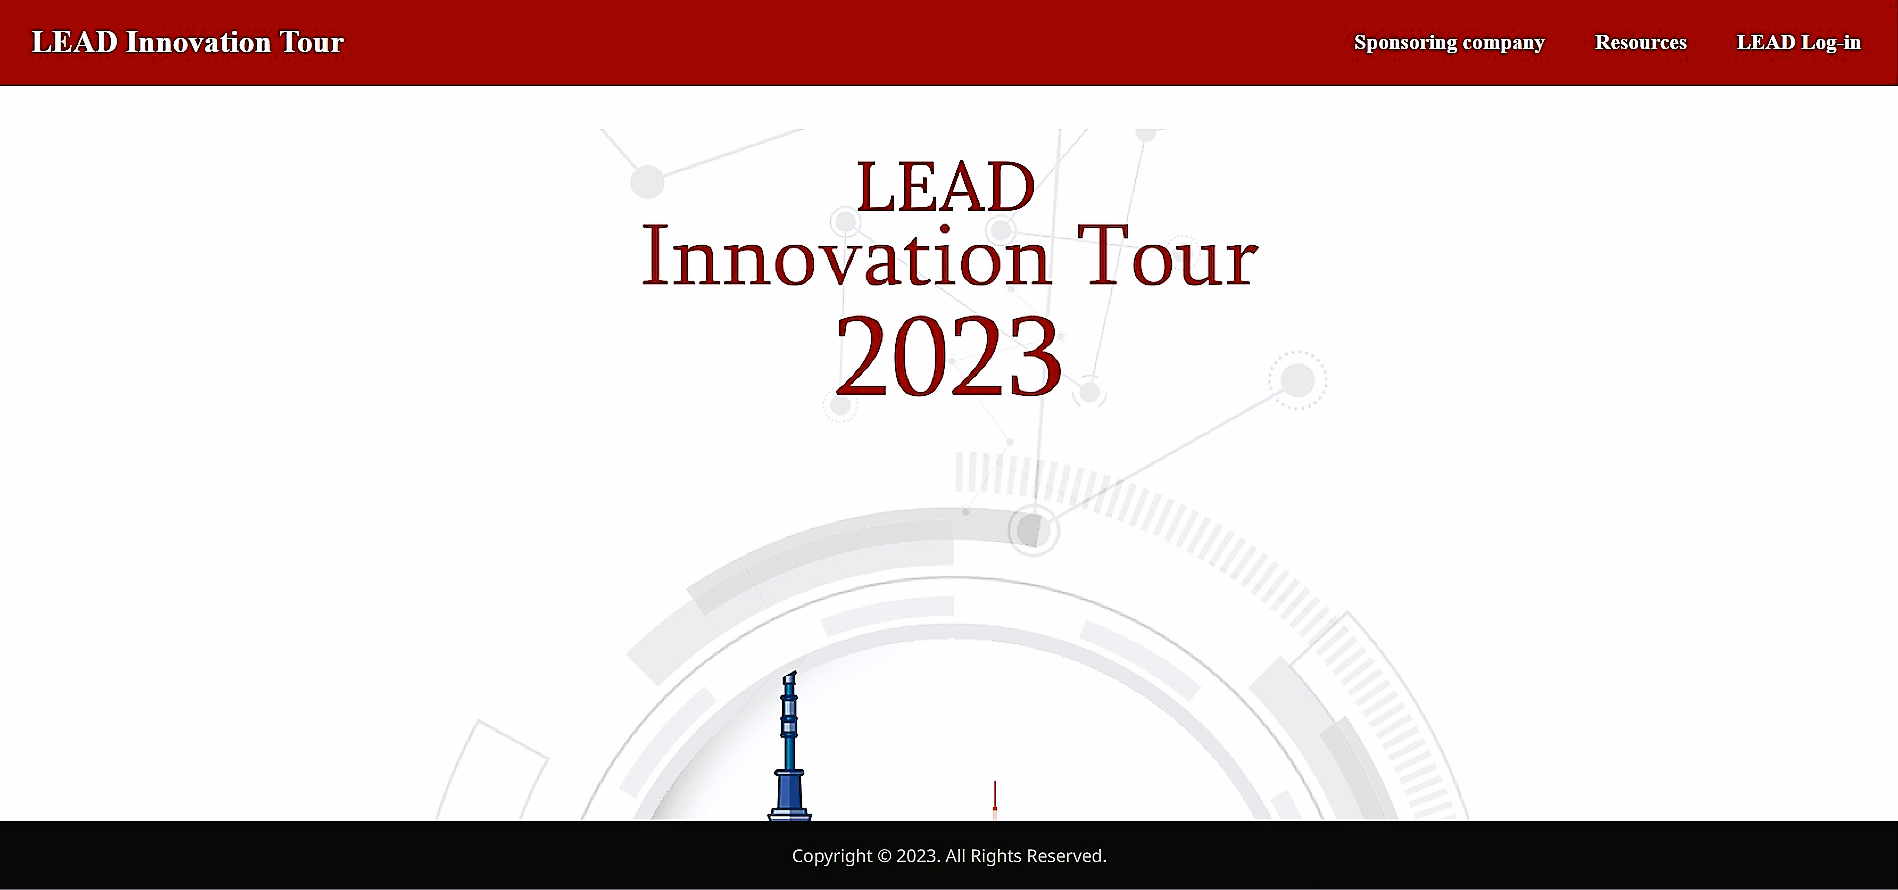 LEAD Innovation Tour
Sponsoring company
Resources
LEAD Log-in
LEAD
Innovation Tour
2023
Copyright © 2023. All Rights Reserved.